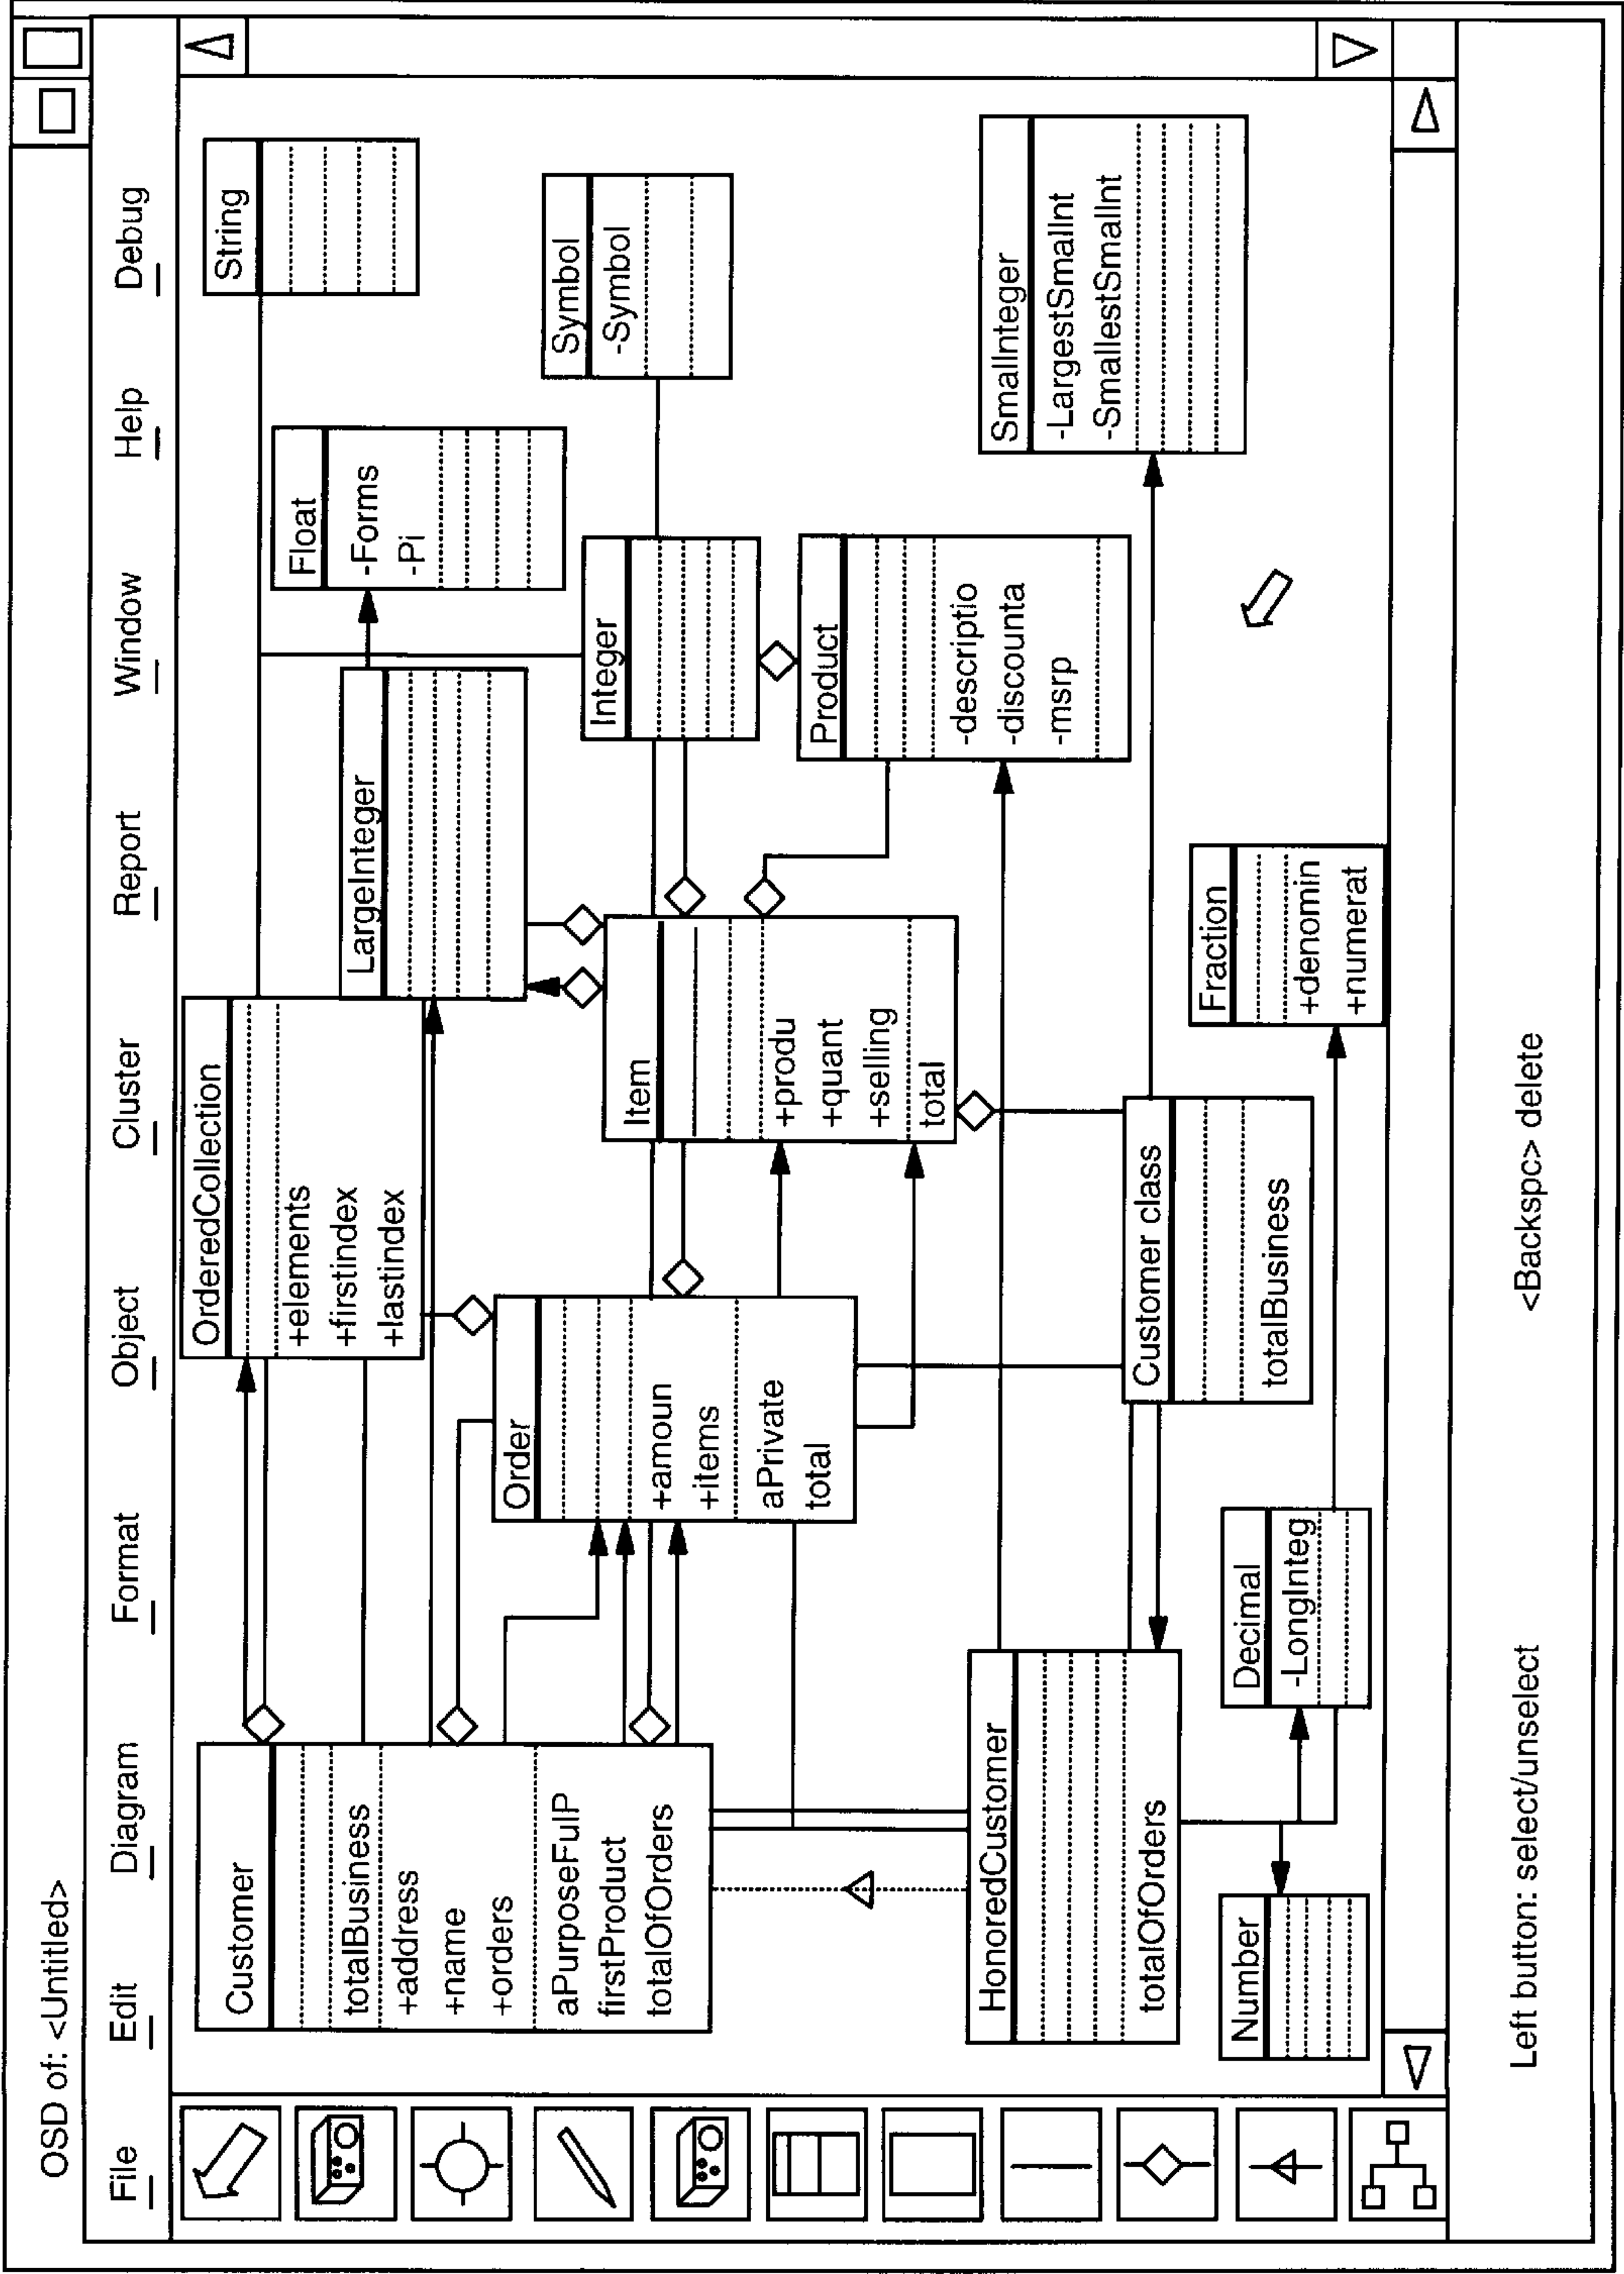 OSD of: <Untitled>
File Edit Diagram Format Object Cluster Report Window Help Debug
Customer
totalBusiness
+address
+name
+orders
aPurposeFulP
firstProduct
totalOfOrders
OrderedCollection
+elements
+firstindex
+lastindex
LargeInteger
Float
-Forms
-Pi
String
Order
+amoun
+items
aPrivate
total
Item
+produ
+quant
+selling
total
Integer
Symbol
-Symbol
Product
-descriptio
-discounta
-msrp
HonoredCustomer
totalOfOrders
Customer class
totalBusiness
SmallInteger
-LargestSmallInt
-SmallestSmallInt
Number
Decimal
-LongInteg
Fraction
+denomin
+numerat
Left button: select/unselect
<Backspc> delete